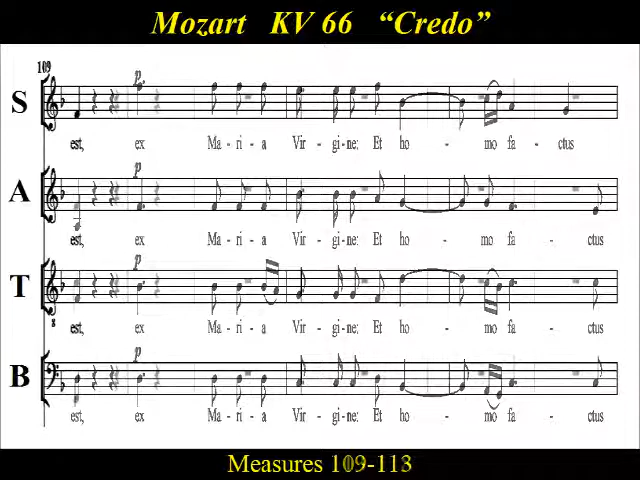 Mozart KV 66 “Credo”
109
p
S
est, ex Ma - ri - a Vir - gi - ne: Et ho - mo fa - ctus
p
A
est, ex Ma - ri - a Vir - gi - ne: Et ho - mo fa - ctus
p
T
8
est, ex Ma - ri - a Vir - gi - ne: Et ho - mo fa - ctus
p
B
est, ex Ma - ri - a Vir - gi - ne: Et ho - mo fa - ctus
Measures 109-113